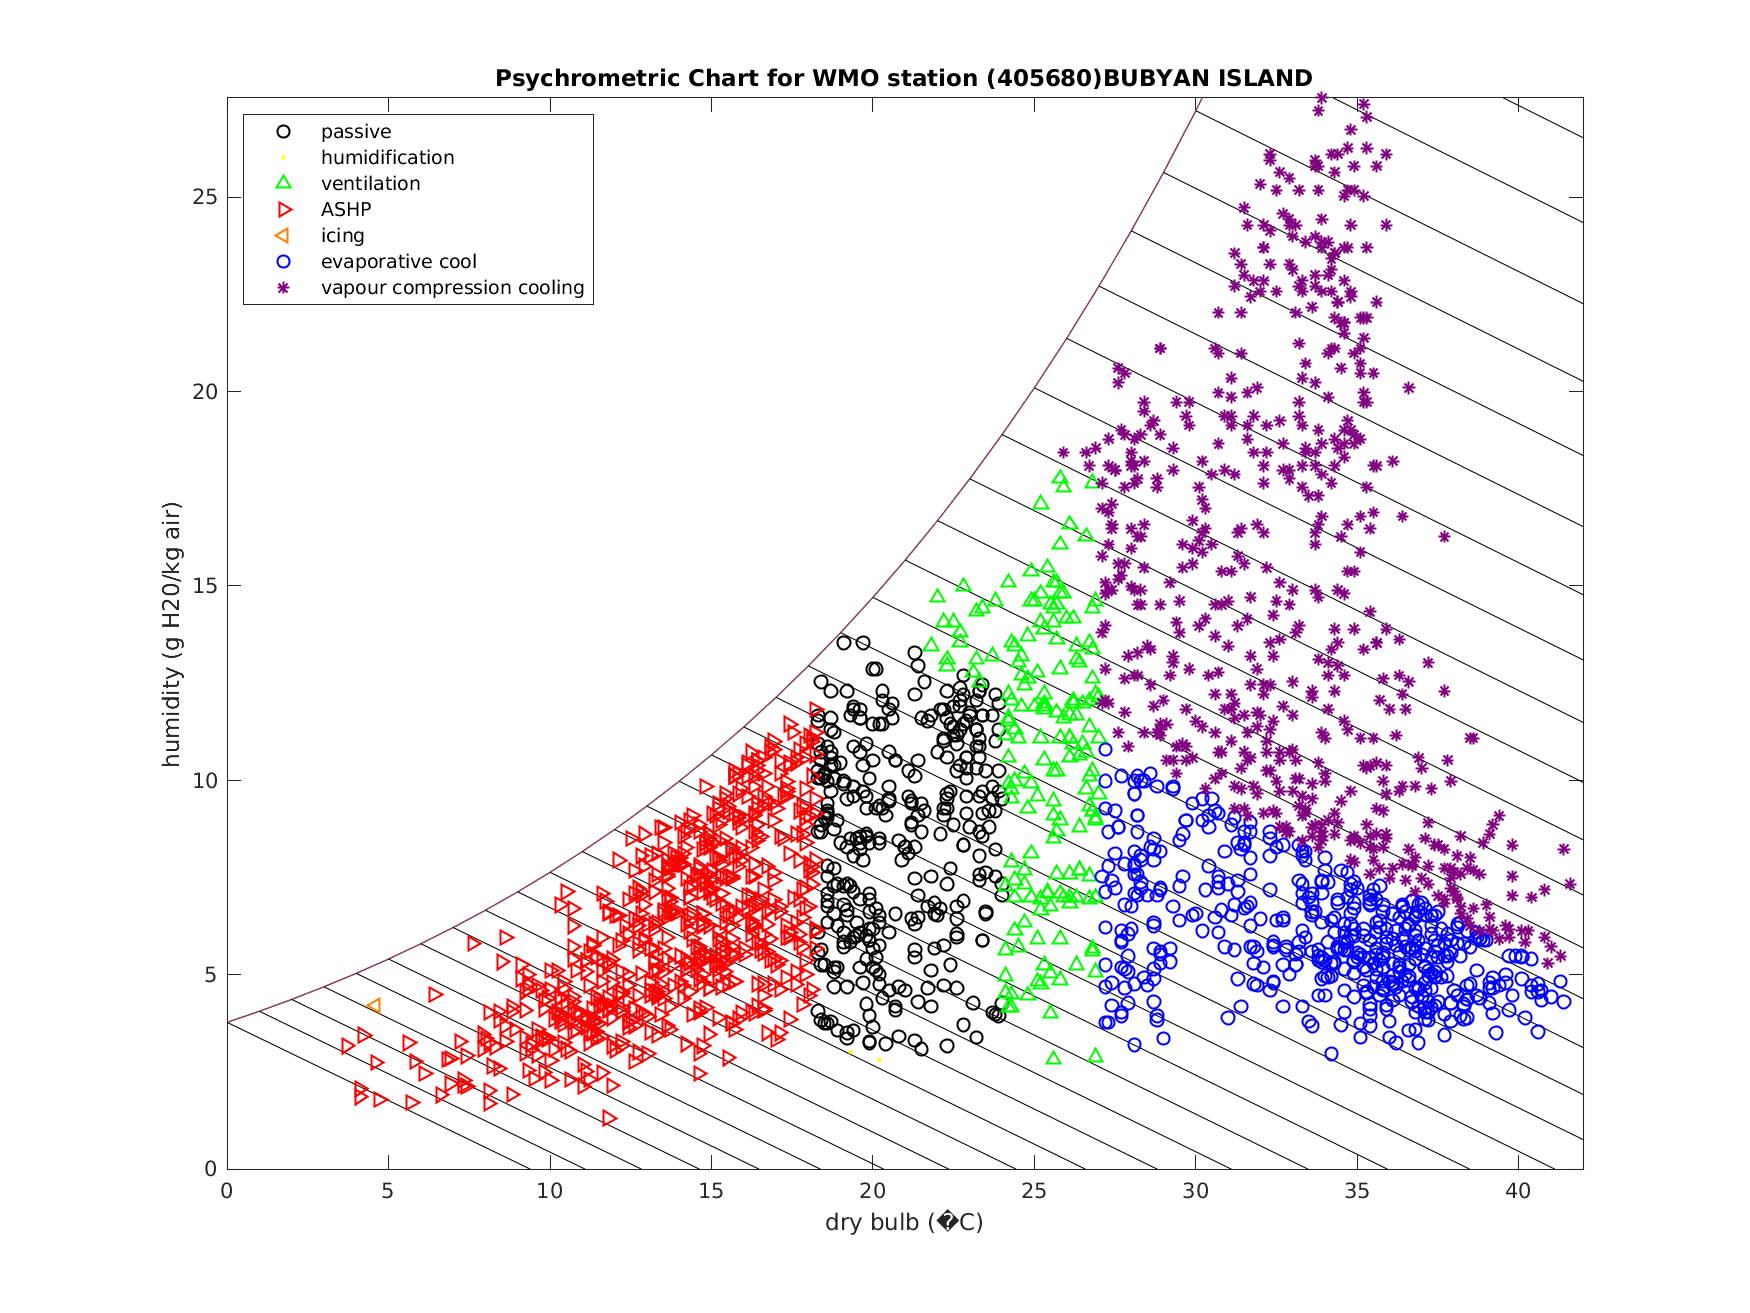 Psychrometric Chart for WMO station (405680)BUBYAN ISLAND
passive
humidification
ventilation
ASHP
icing
evaporative cool
vapour compression cooling
humidity (g H20/kg air)
25
20
15
10
5
0
0 5 10 15 20 25 30 35 40
dry bulb (�C)